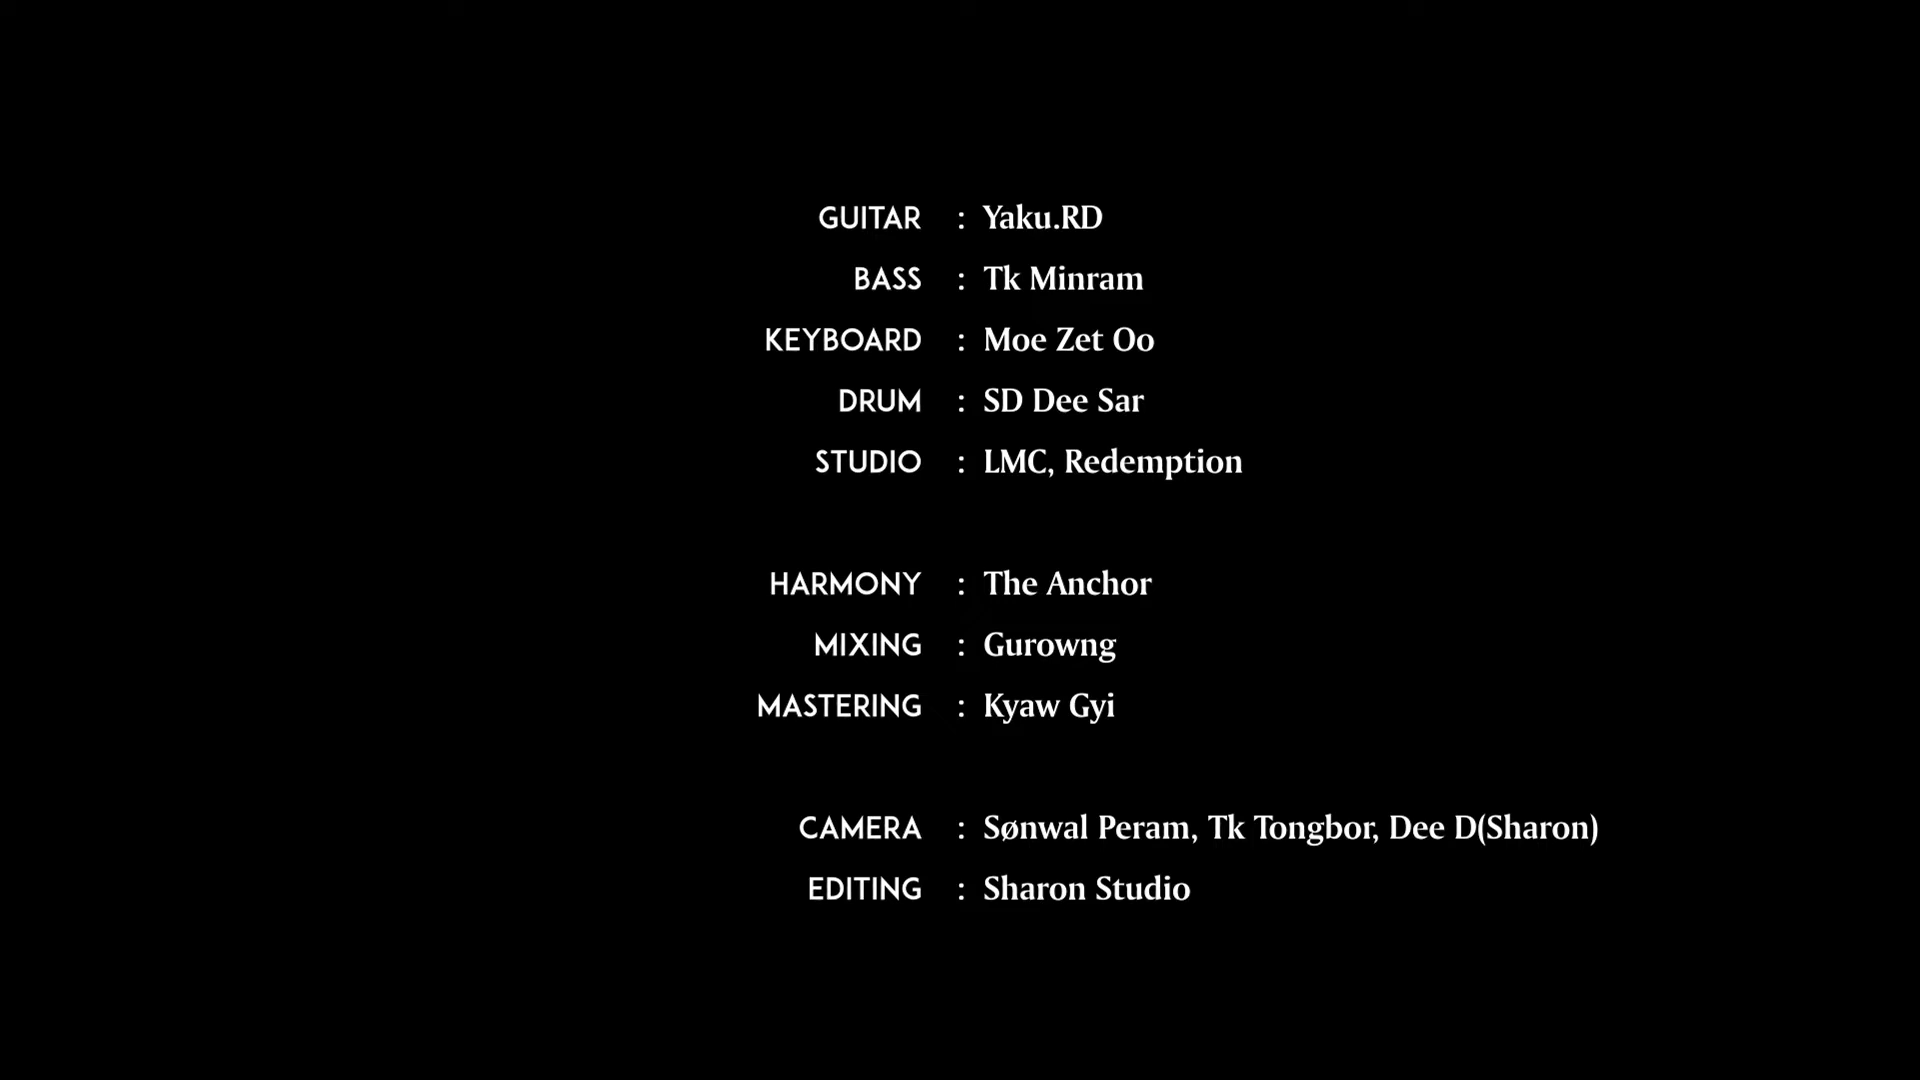 GUITAR : Yaku.RD
BASS : Tk Minram
KEYBOARD : Moe Zet Oo
DRUM : SD Dee Sar
STUDIO : LMC, Redemption
HARMONY : The Anchor
MIXING : Gurowng
MASTERING : Kyaw Gyi
CAMERA : Sønwal Peram, Tk Tongbor, Dee D(Sharon)
EDITING : Sharon Studio